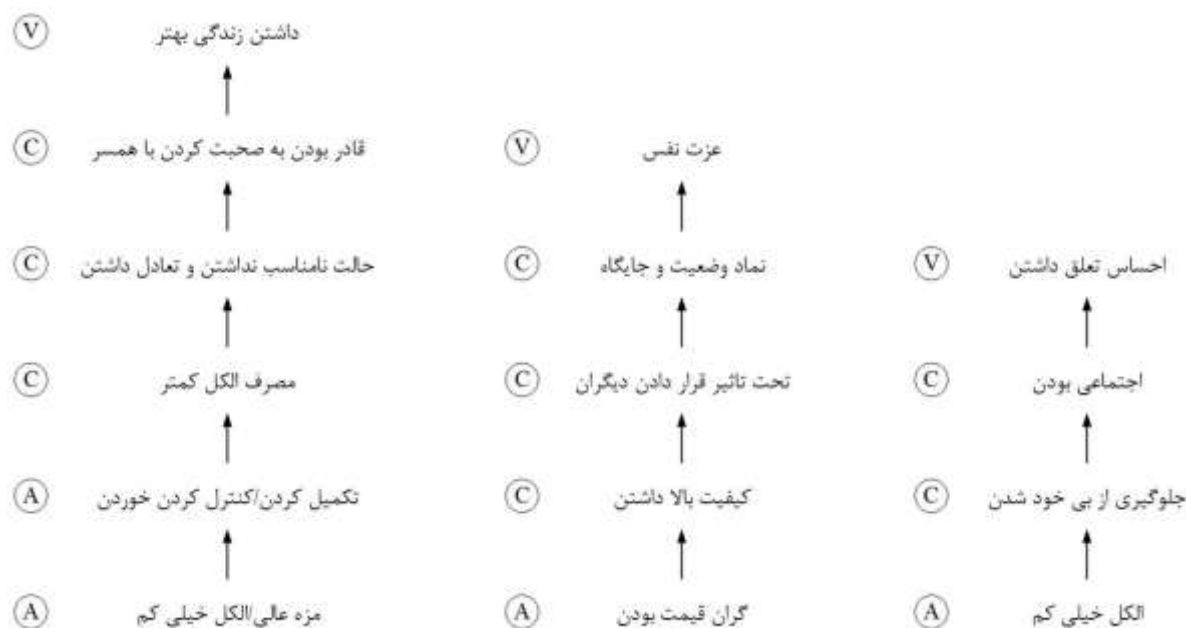 داشتن زندگی بهتر V
قادر بودن به صحبت کردن با همسر C
حالت نامناسب نداشتن و تعادل داشتن C
مصرف الکل کمتر C
تکمیل کردن/کنترل کردن خوردن A
مزه عالی/الکل خیلی کم A
عزت نفس V
نماد وضعیت و جایگاه C
تحت تاثیر قرار دادن دیگران C
کیفیت بالا داشتن C
گران قیمت بودن A
احساس تعلق داشتن V
اجتماعی بودن C
جلوگیری از بی خود شدن C
الکل خیلی کم A